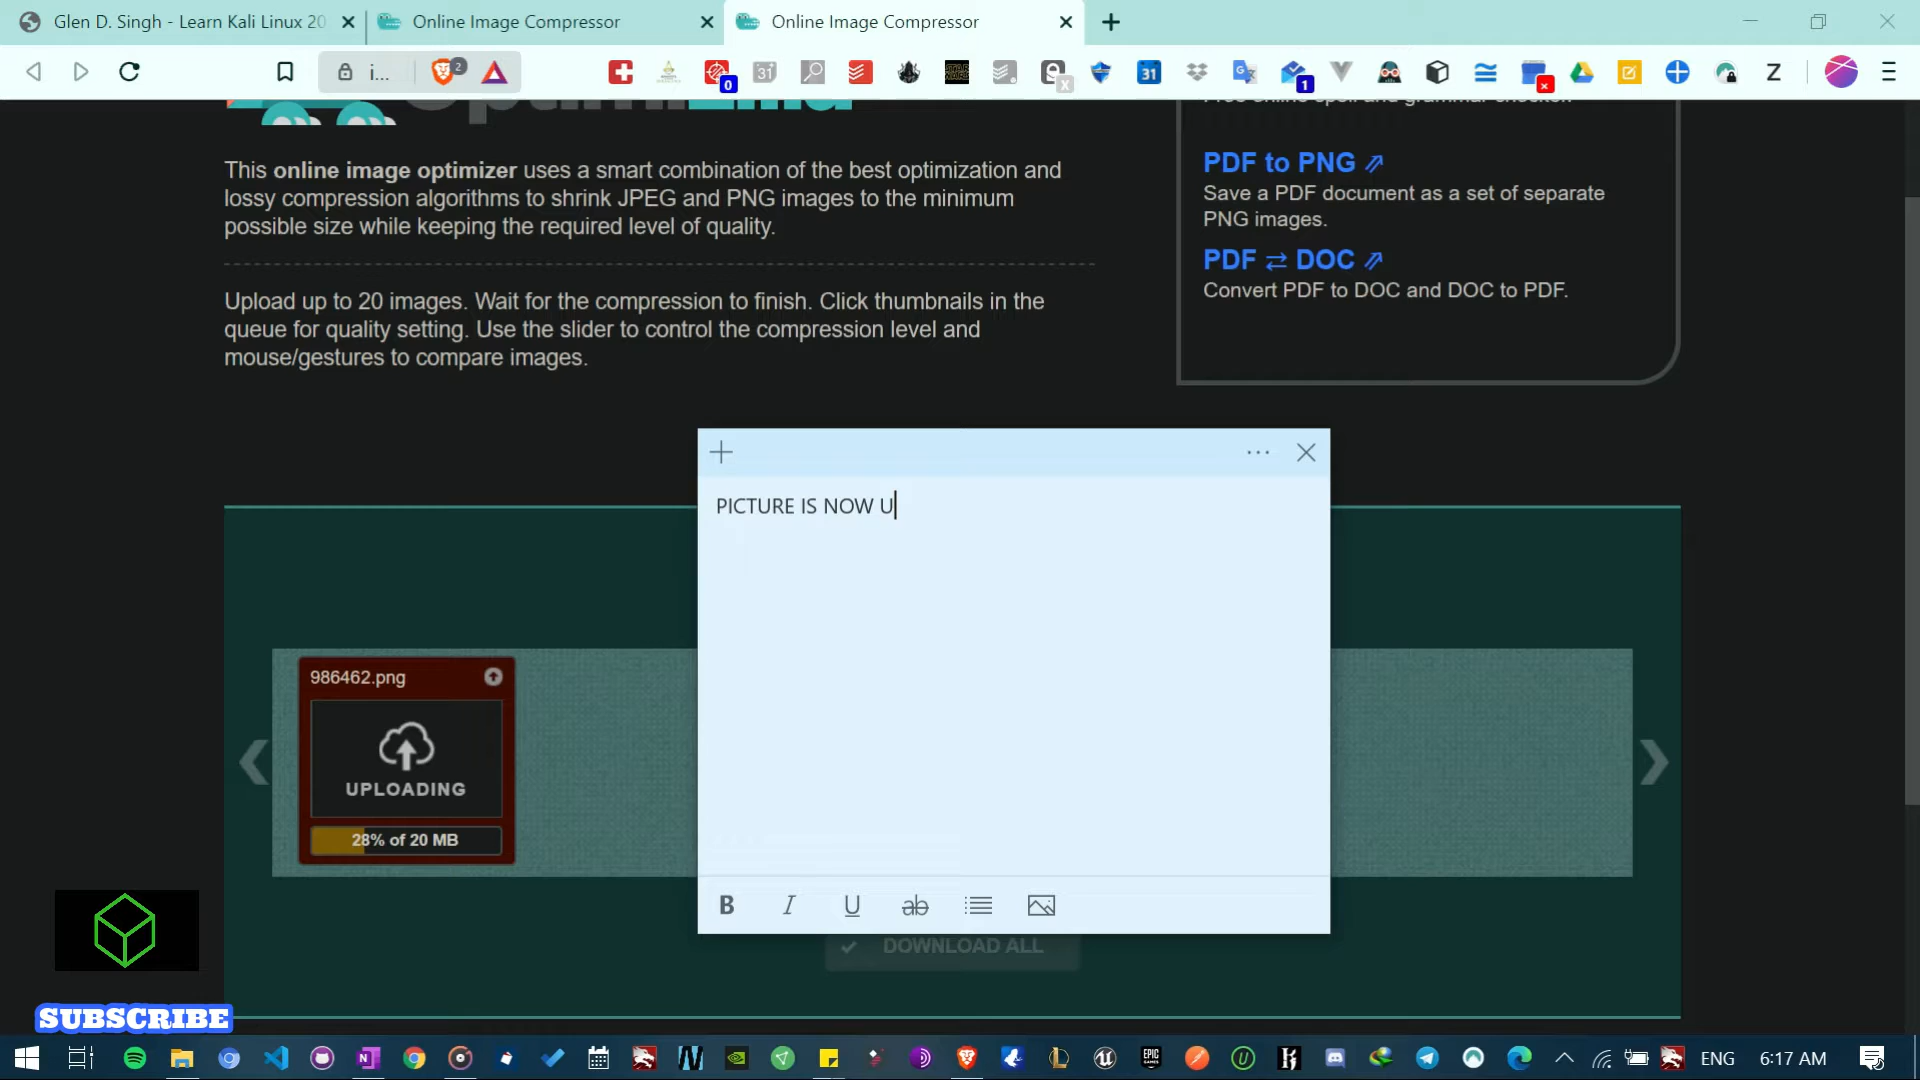 Glen D. Singh - Learn Kali Linux 20
Online Image Compressor
Online Image Compressor
i...
2
0
31
X
31
1
x
Z
This online image optimizer uses a smart combination of the best optimization and
lossy compression algorithms to shrink JPEG and PNG images to the minimum
possible size while keeping the required level of quality.
Upload up to 20 images. Wait for the compression to finish. Click thumbnails in the
queue for quality setting. Use the slider to control the compression level and
mouse/gestures to compare images.
PDF to PNG
Save a PDF document as a set of separate
PNG images.
PDF ⇄ DOC
Convert PDF to DOC and DOC to PDF.
PICTURE IS NOW U
986462.png
UPLOADING
28% of 20 MB
B I U ab
DOWNLOAD ALL
SUBSCRIBE
ENG
6:17 AM